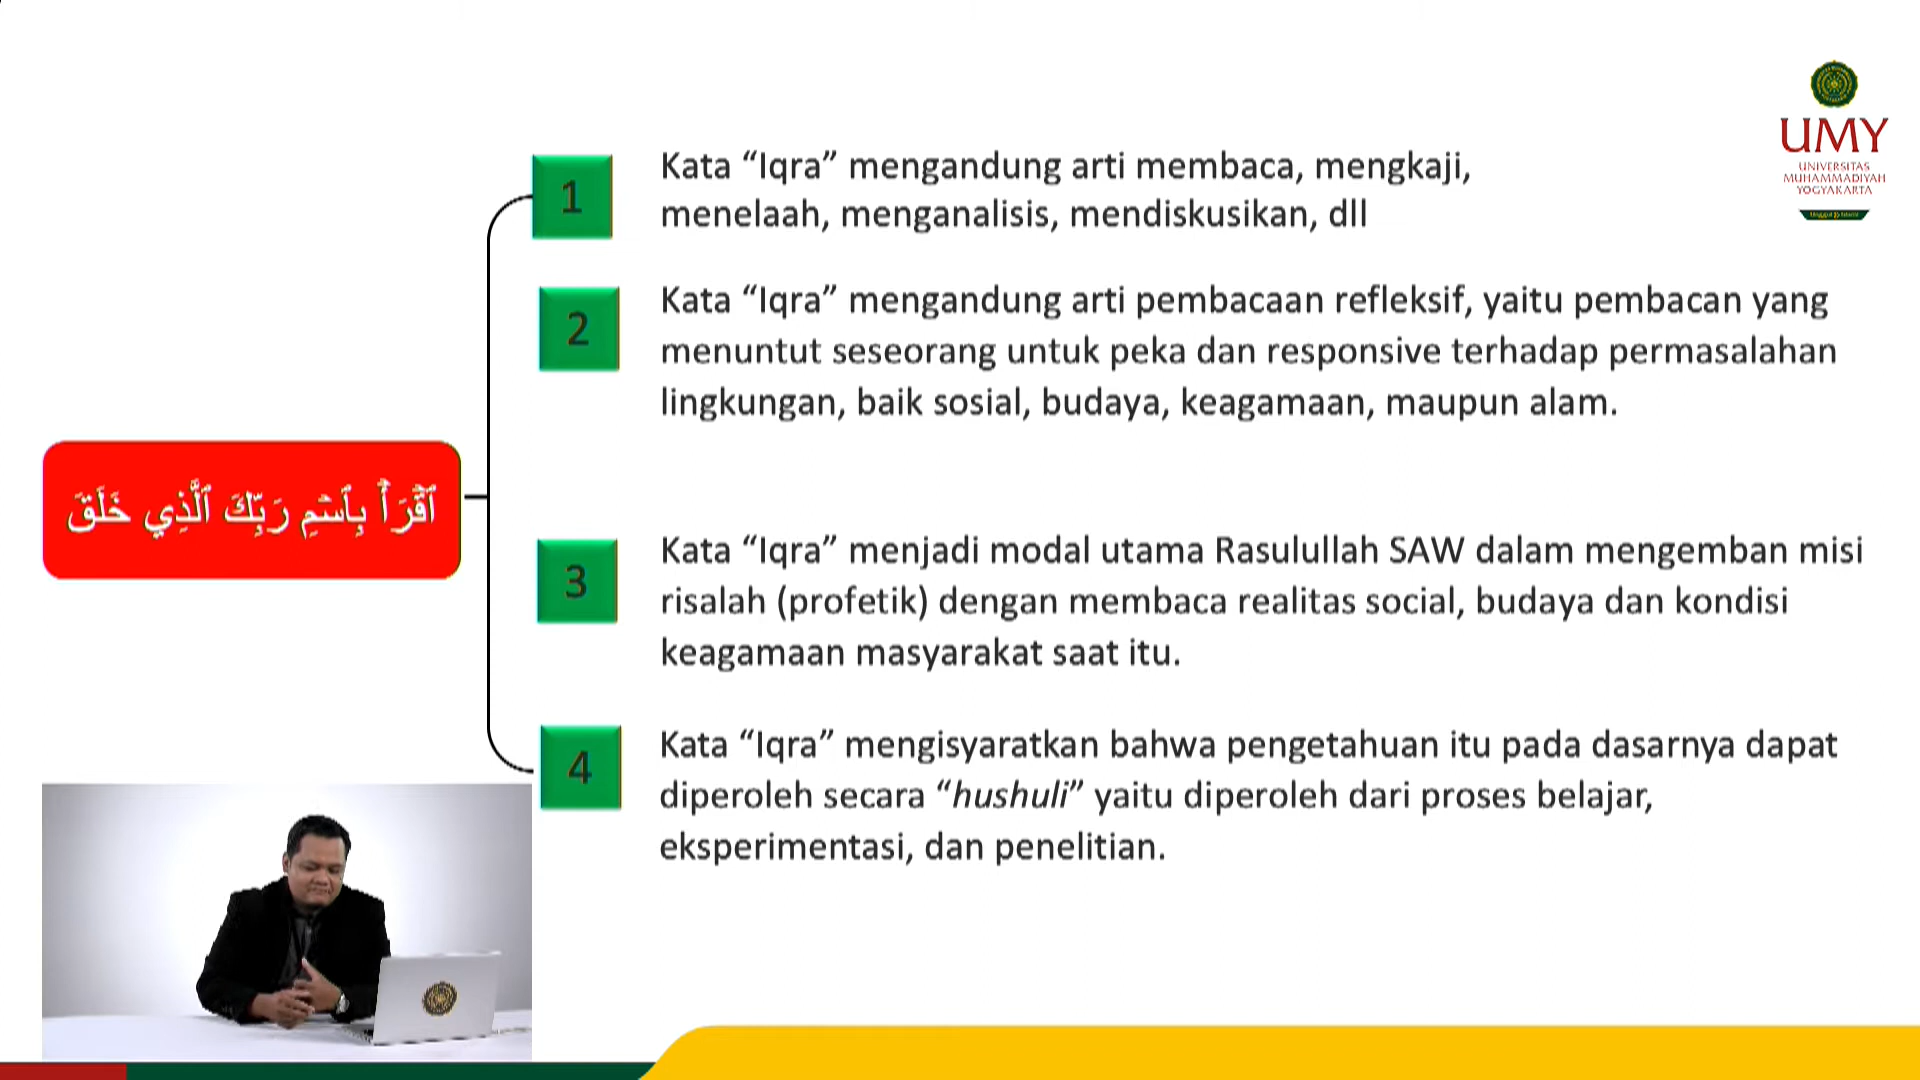 UMY
UNIVERSITAS
MUHAMMADIYAH
YOGYAKARTA
1
Kata “Iqra” mengandung arti membaca, mengkaji,
menelaah, menganalisis, mendiskusikan, dll
2
Kata “Iqra” mengandung arti pembacaan refleksif, yaitu pembacan yang
menuntut seseorang untuk peka dan responsive terhadap permasalahan
lingkungan, baik sosial, budaya, keagamaan, maupun alam.
ٱقۡرَأۡ بِٱسۡمِ رَبِّكَ ٱلَّذِي خَلَقَ
3
Kata “Iqra” menjadi modal utama Rasulullah SAW dalam mengemban misi
risalah (profetik) dengan membaca realitas social, budaya dan kondisi
keagamaan masyarakat saat itu.
4
Kata “Iqra” mengisyaratkan bahwa pengetahuan itu pada dasarnya dapat
diperoleh secara “hushuli” yaitu diperoleh dari proses belajar,
eksperimentasi, dan penelitian.